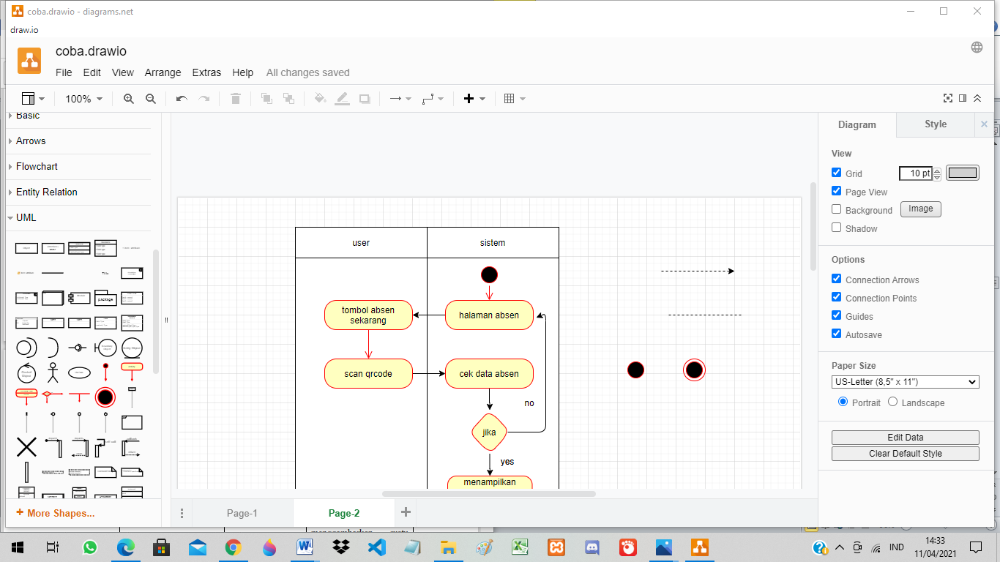 coba.drawio - diagrams.net
draw.io
coba.drawio
File Edit View Arrange Extras Help All changes saved
100%
Basic
Arrows
Flowchart
Entity Relation
UML
package
More Shapes...
user sistem
tombol absen
sekarang
halaman absen
scan qrcode
cek data absen
no
jika
yes
menampilkan
Page-1 Page-2
Diagram Style
View
Grid 10 pt
Page View
Background Image
Shadow
Options
Connection Arrows
Connection Points
Guides
Autosave
Paper Size
US-Letter (8,5" x 11")
Portrait Landscape
Edit Data
Clear Default Style
IND
14:33
11/04/2021